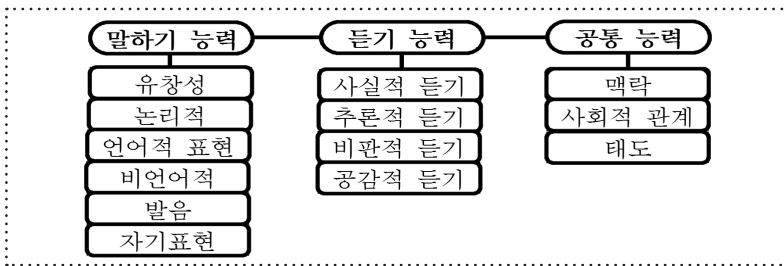 말하기 능력 듣기 능력 공통 능력
유창성 사실적 듣기 맥락
논리적 추론적 듣기 사회적 관계
언어적 표현 비판적 듣기 태도
비언어적 공감적 듣기
발음
자기표현